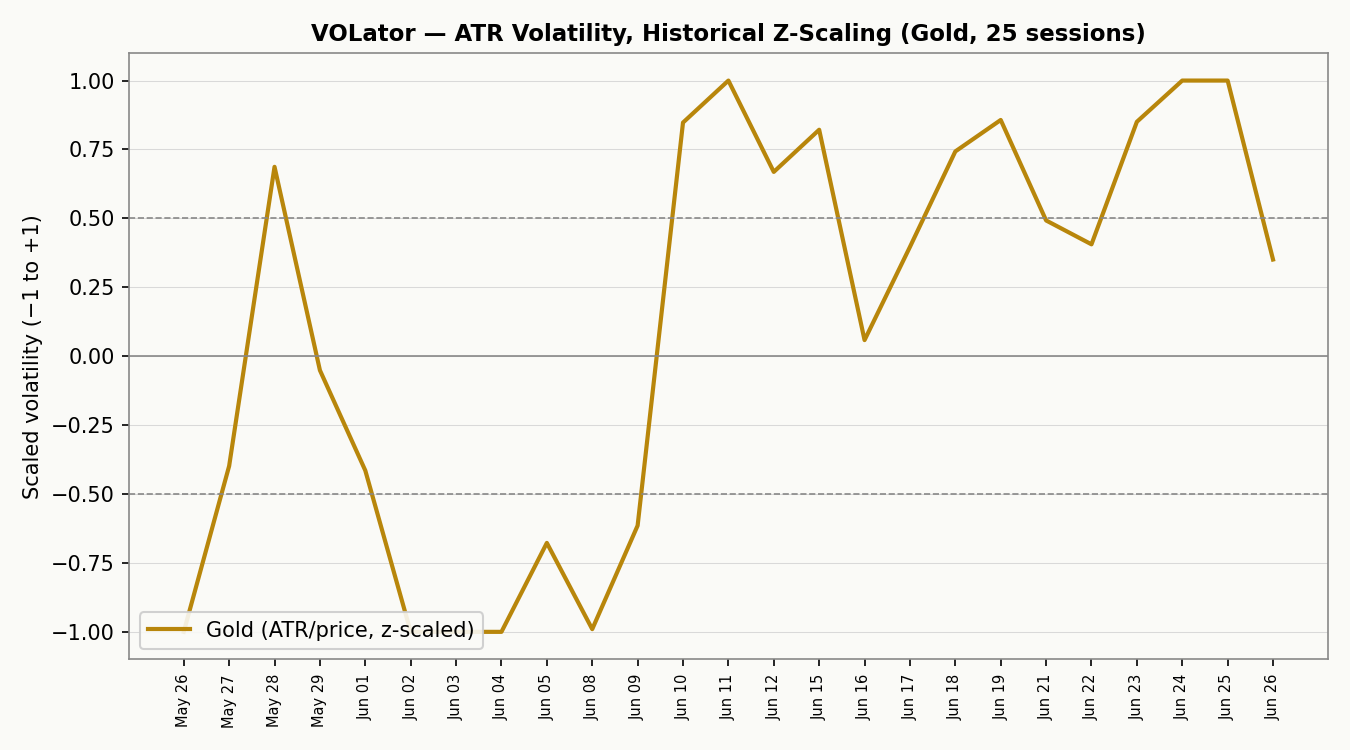 VOLator — ATR Volatility, Historical Z-Scaling (Gold, 25 sessions)
Scaled volatility (−1 to +1)
1.00
0.75
0.50
0.25
0.00
−0.25
−0.50
−0.75
−1.00
Gold (ATR/price, z-scaled)
May 26
May 27
May 28
May 29
Jun 01
Jun 02
Jun 03
Jun 04
Jun 05
Jun 08
Jun 09
Jun 10
Jun 11
Jun 12
Jun 15
Jun 16
Jun 17
Jun 18
Jun 19
Jun 21
Jun 22
Jun 23
Jun 24
Jun 25
Jun 26